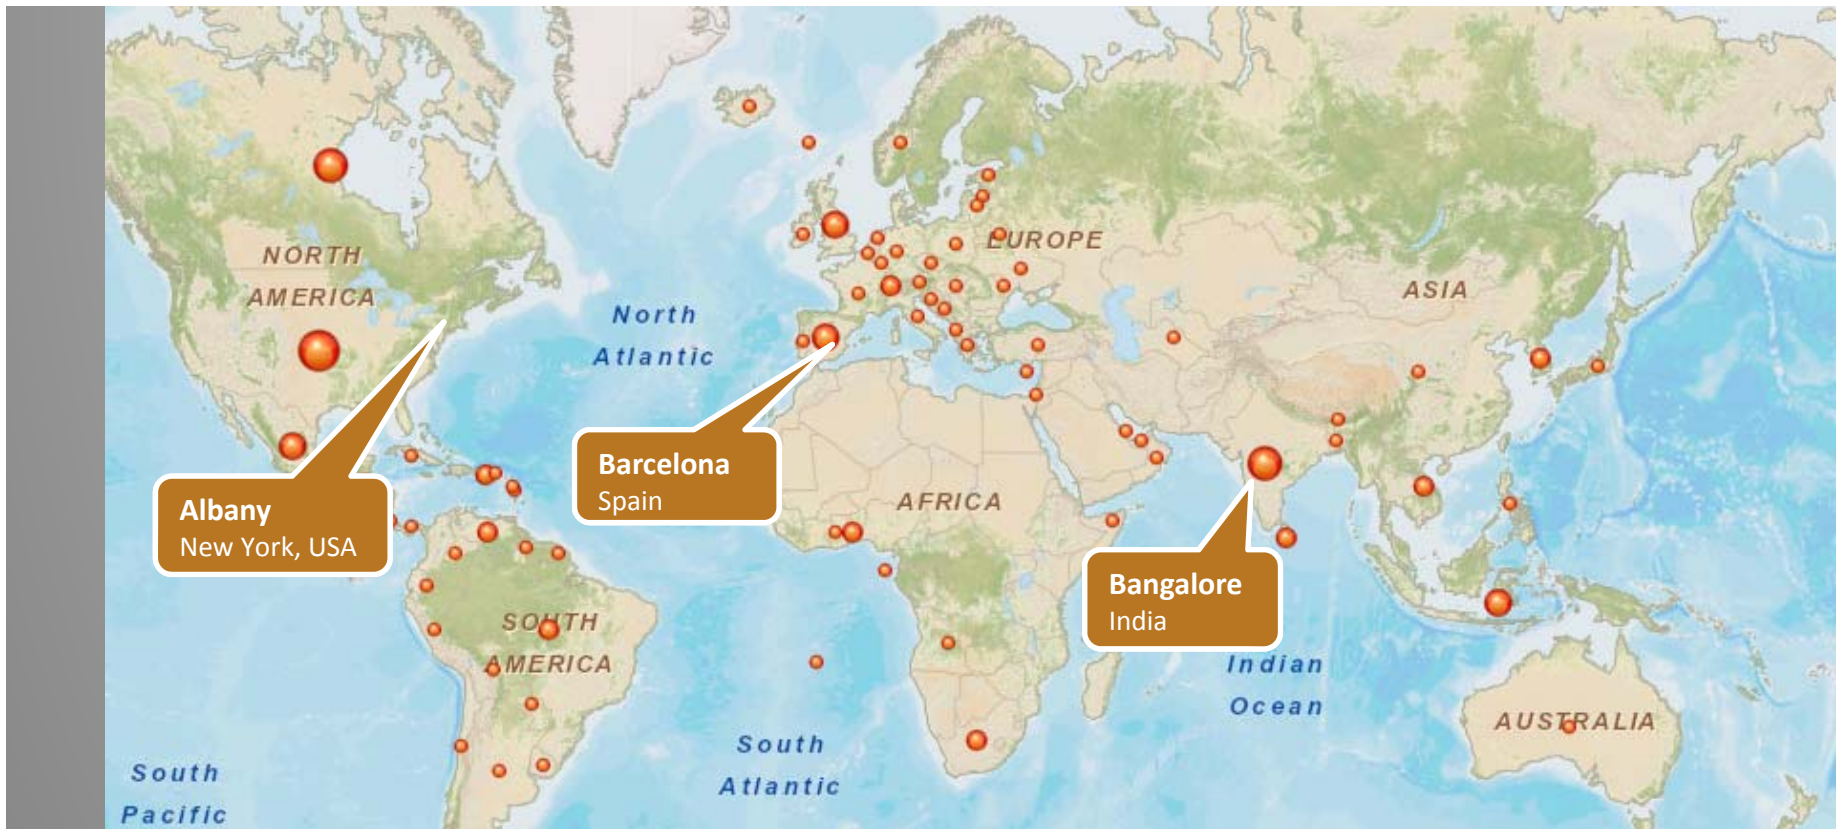 NORTH
AMERICA
EUROPE
ASIA
North
Atlantic
Barcelona
Spain
AFRICA
Albany
New York, USA
Bangalore
India
SOUTH
AMERICA
Indian
Ocean
AUSTRALIA
South
Atlantic
South
Pacific